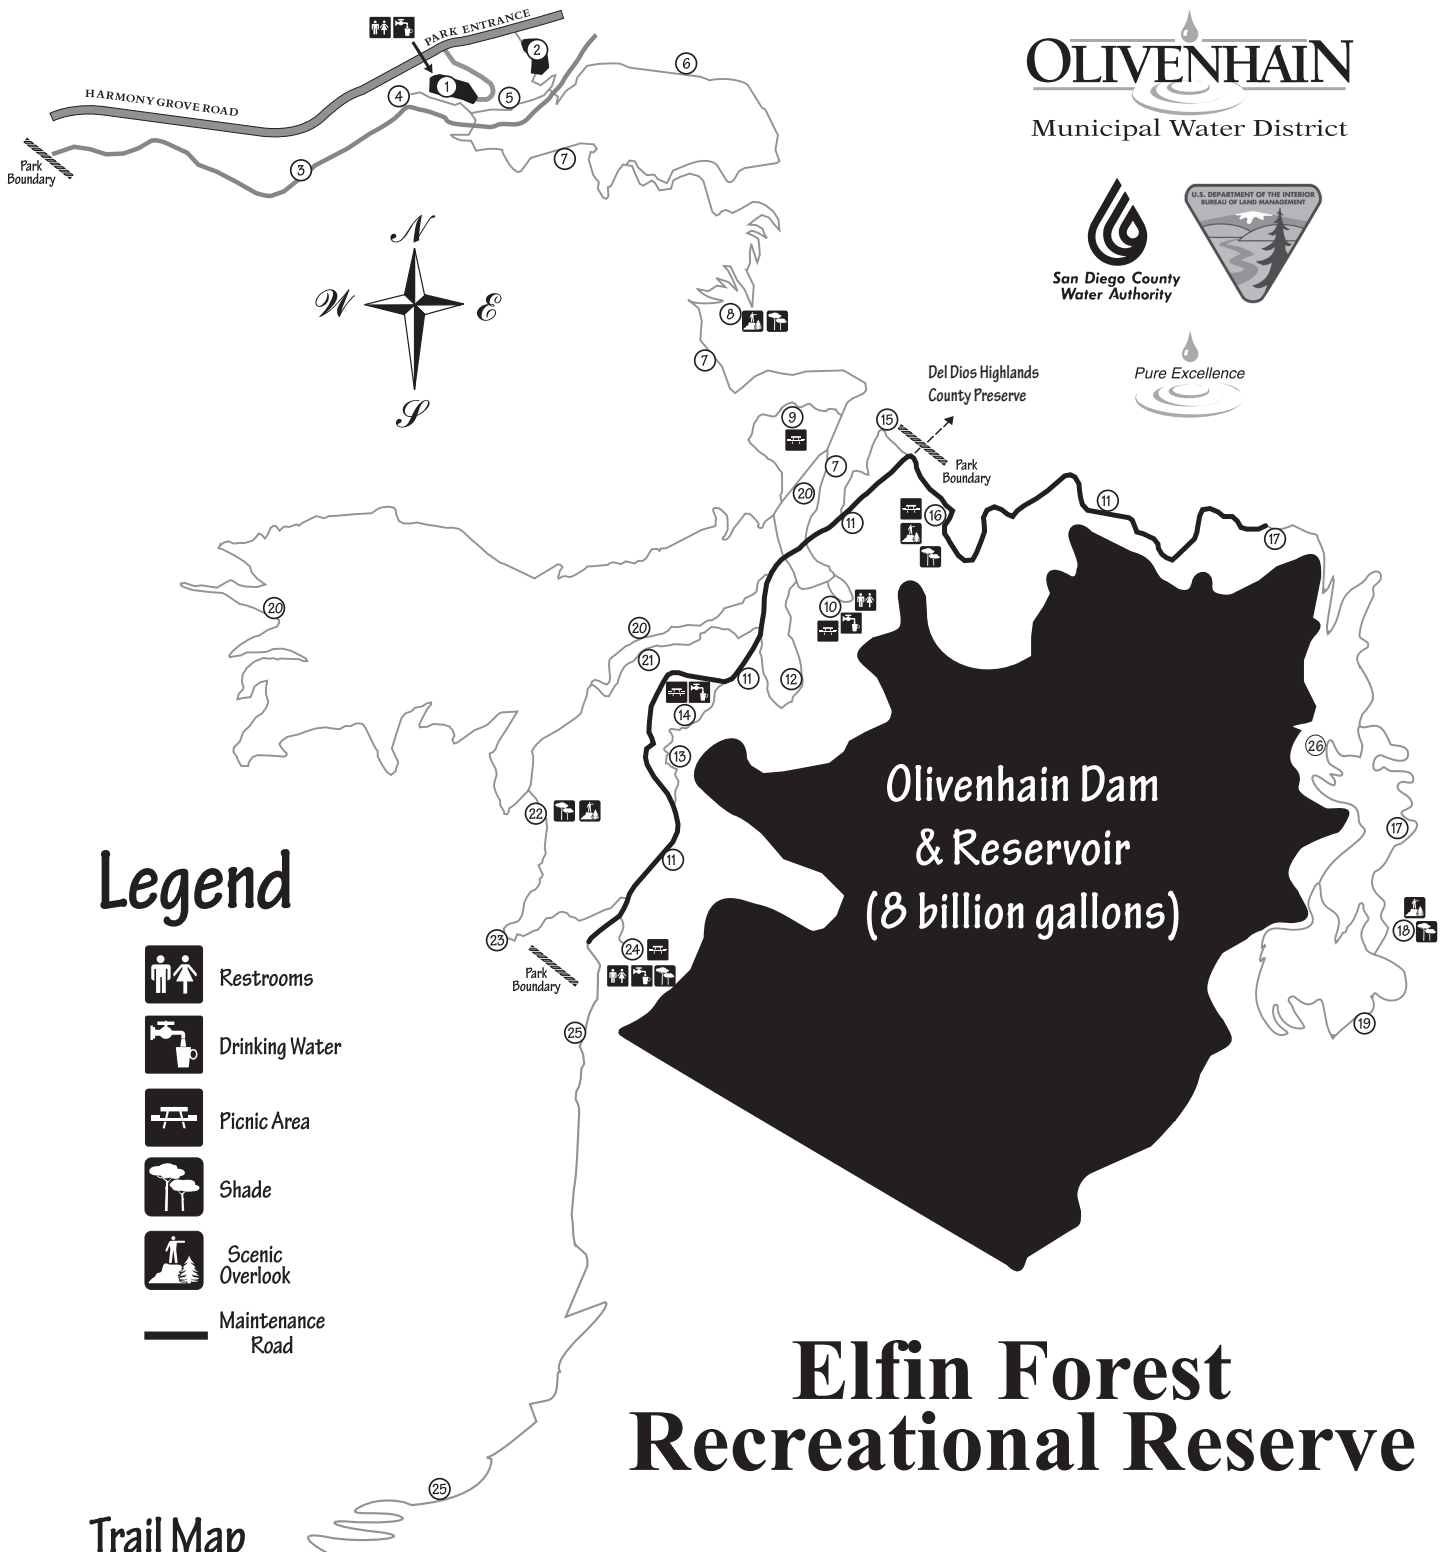 PARK ENTRANCE
HARMONY GROVE ROAD
1
2
3
4
5
6
7
Park
Boundary
N
W
E
S
OLIVENHAIN
Municipal Water District
San Diego County
Water Authority
U.S. DEPARTMENT OF THE INTERIOR
BUREAU OF LAND MANAGEMENT
Pure Excellence
8
7
Del Dios Highlands
County Preserve
9
15
Park
Boundary
7
20
11
16
11
17
20
10
20
21
11
12
14
13
26
22
11
17
18
23
24
Park
Boundary
25
19
Olivenhain Dam
& Reservoir
(8 billion gallons)
Legend
Restrooms
Drinking Water
Picnic Area
Shade
Scenic
Overlook
Maintenance
Road
Elfin Forest
Recreational Reserve
25
Trail Map